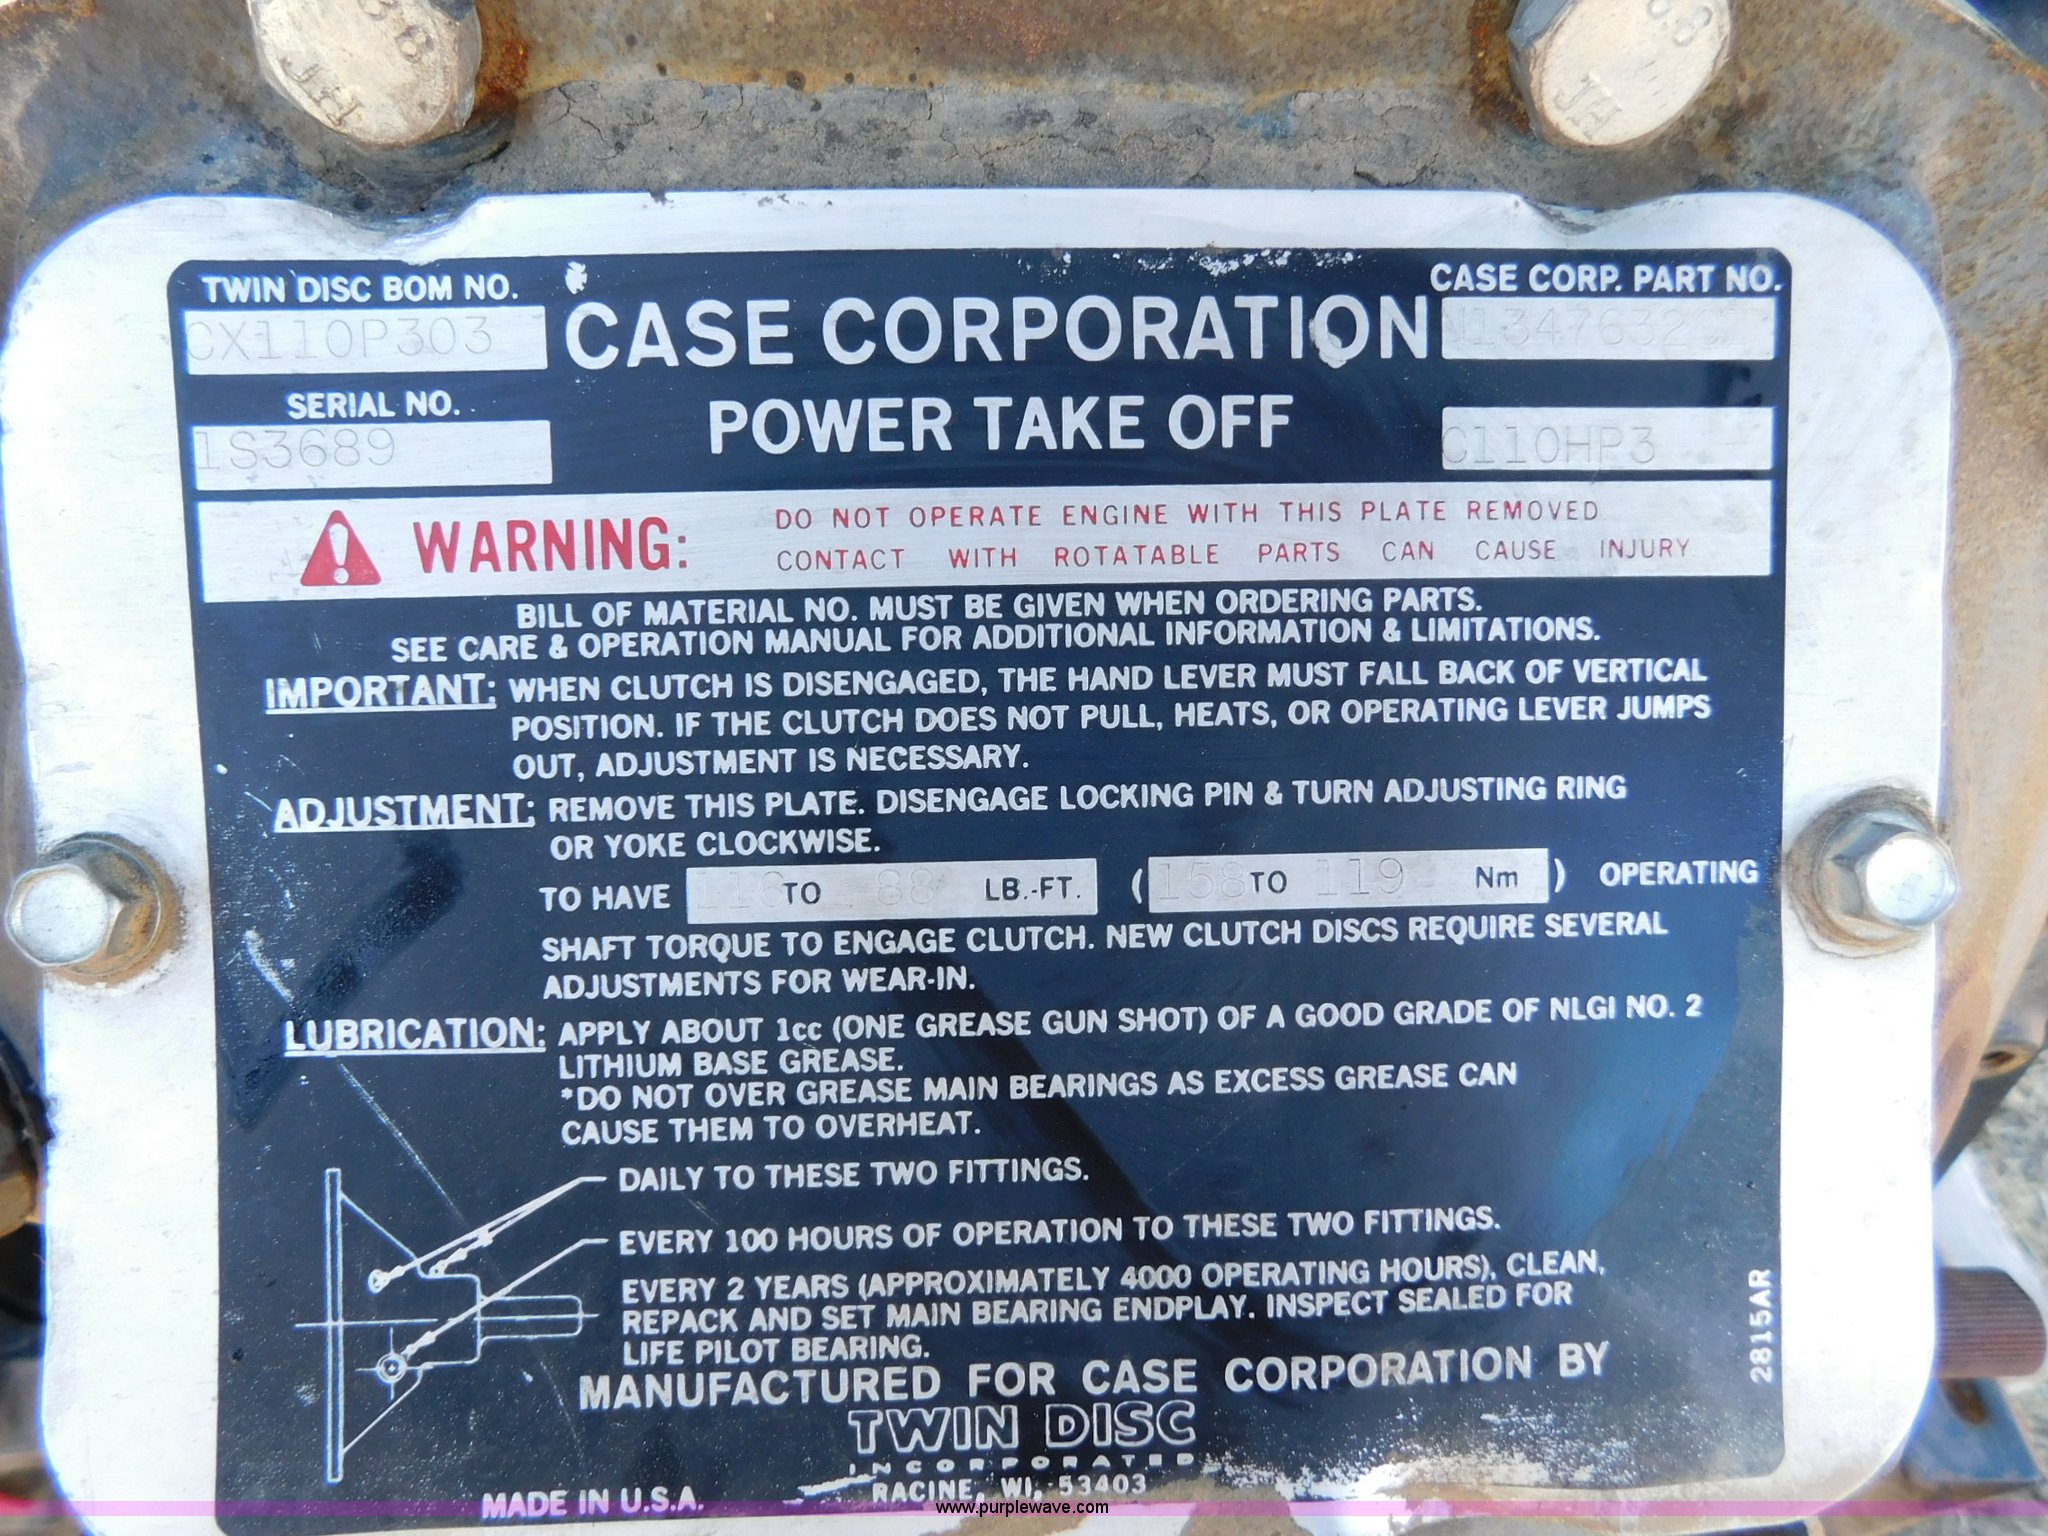 JH
88
JH
TWIN DISC BOM NO.
CX110P303
CASE CORPORATION
CASE CORP. PART NO.
SERIAL NO.
1S3689
POWER TAKE OFF
C110HP3
WARNING:
DO NOT OPERATE ENGINE WITH THIS PLATE REMOVED
CONTACT WITH ROTATABLE PARTS CAN CAUSE INJURY
BILL OF MATERIAL NO. MUST BE GIVEN WHEN ORDERING PARTS.
SEE CARE & OPERATION MANUAL FOR ADDITIONAL INFORMATION & LIMITATIONS.
IMPORTANT: WHEN CLUTCH IS DISENGAGED, THE HAND LEVER MUST FALL BACK OF VERTICAL
POSITION. IF THE CLUTCH DOES NOT PULL, HEATS, OR OPERATING LEVER JUMPS
OUT, ADJUSTMENT IS NECESSARY.
ADJUSTMENT: REMOVE THIS PLATE. DISENGAGE LOCKING PIN & TURN ADJUSTING RING
OR YOKE CLOCKWISE.
TO HAVE 116 TO 88 LB.-FT. (158 TO 119 Nm) OPERATING
SHAFT TORQUE TO ENGAGE CLUTCH. NEW CLUTCH DISCS REQUIRE SEVERAL
ADJUSTMENTS FOR WEAR-IN.
LUBRICATION: APPLY ABOUT 1cc (ONE GREASE GUN SHOT) OF A GOOD GRADE OF NLGI NO. 2
LITHIUM BASE GREASE.
*DO NOT OVER GREASE MAIN BEARINGS AS EXCESS GREASE CAN
CAUSE THEM TO OVERHEAT.
DAILY TO THESE TWO FITTINGS.
EVERY 100 HOURS OF OPERATION TO THESE TWO FITTINGS.
EVERY 2 YEARS (APPROXIMATELY 4000 OPERATING HOURS), CLEAN,
REPACK AND SET MAIN BEARING ENDPLAY. INSPECT SEALED FOR
LIFE PILOT BEARING.
MANUFACTURED FOR CASE CORPORATION BY
TWIN DISC
INCORPORATED
RACINE, WI, 53403
MADE IN U.S.A.
2815AR
www.purplewave.com